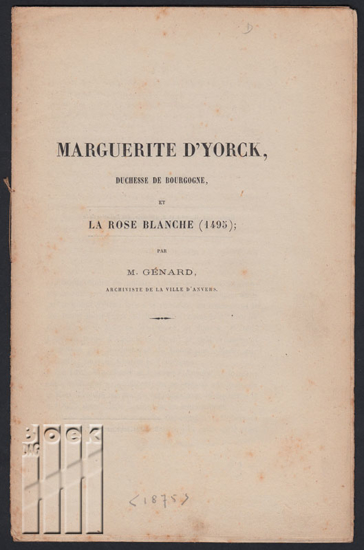 MARGUERITE D'YORCK,
DUCHESSE DE BOURGOGNE,
ET
LA ROSE BLANCHE (1495);
PAR
M. GÉNARD,
ARCHIVISTE DE LA VILLE D'ANVERS.
<1875>